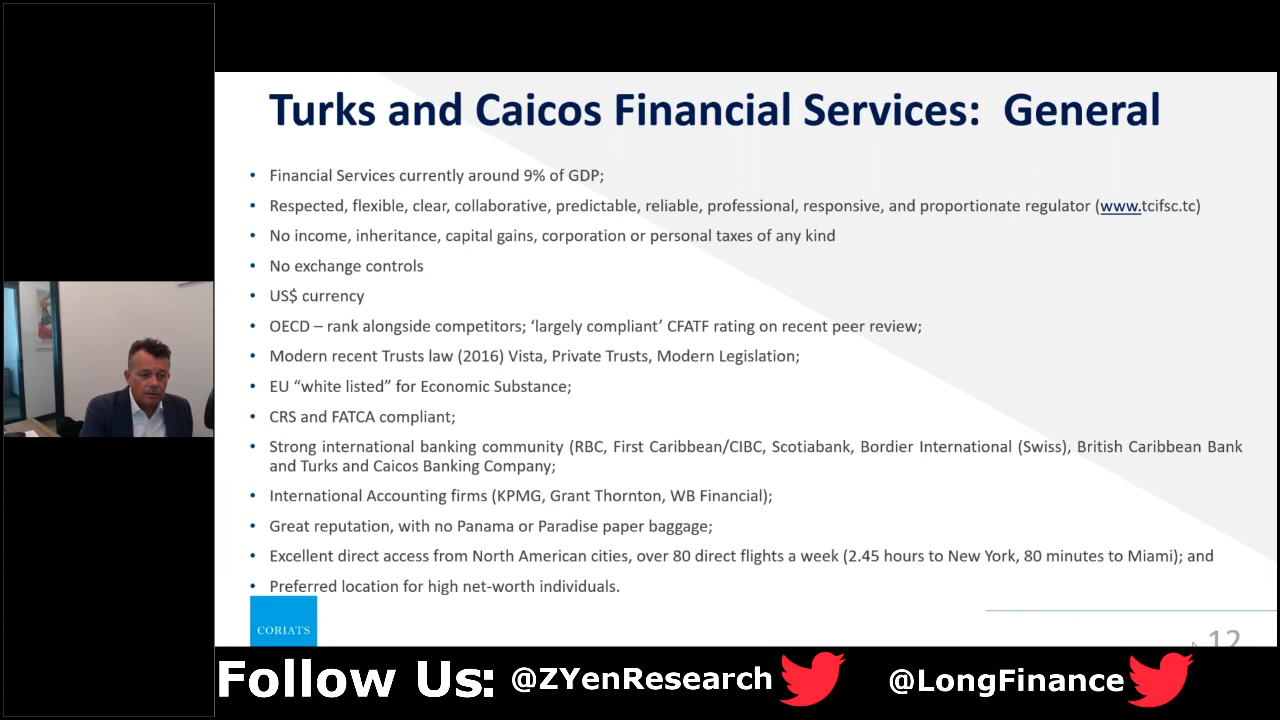 Turks and Caicos Financial Services: General
• Financial Services currently around 9% of GDP;
• Respected, flexible, clear, collaborative, predictable, reliable, professional, responsive, and proportionate regulator (www.tcifsc.tc)
• No income, inheritance, capital gains, corporation or personal taxes of any kind
• No exchange controls
• US$ currency
• OECD – rank alongside competitors; ‘largely compliant’ CFATF rating on recent peer review;
• Modern recent Trusts law (2016) Vista, Private Trusts, Modern Legislation;
• EU “white listed” for Economic Substance;
• CRS and FATCA compliant;
• Strong international banking community (RBC, First Caribbean/CIBC, Scotiabank, Bordier International (Swiss), British Caribbean Bank
and Turks and Caicos Banking Company;
• International Accounting firms (KPMG, Grant Thornton, WB Financial);
• Great reputation, with no Panama or Paradise paper baggage;
• Excellent direct access from North American cities, over 80 direct flights a week (2.45 hours to New York, 80 minutes to Miami); and
• Preferred location for high net-worth individuals.
CORIATS
12
Follow Us: @ZYenResearch @LongFinance